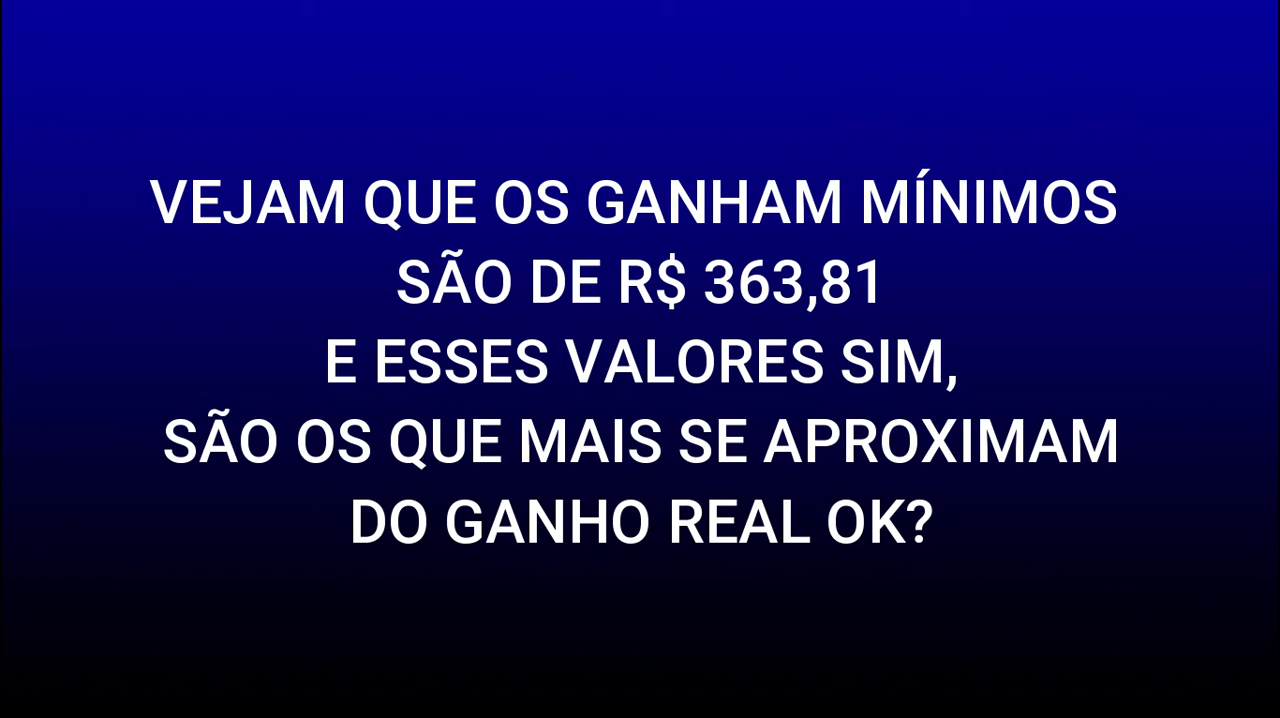 VEJAM QUE OS GANHAM MÍNIMOS
SÃO DE R$ 363,81
E ESSES VALORES SIM,
SÃO OS QUE MAIS SE APROXIMAM
DO GANHO REAL OK?